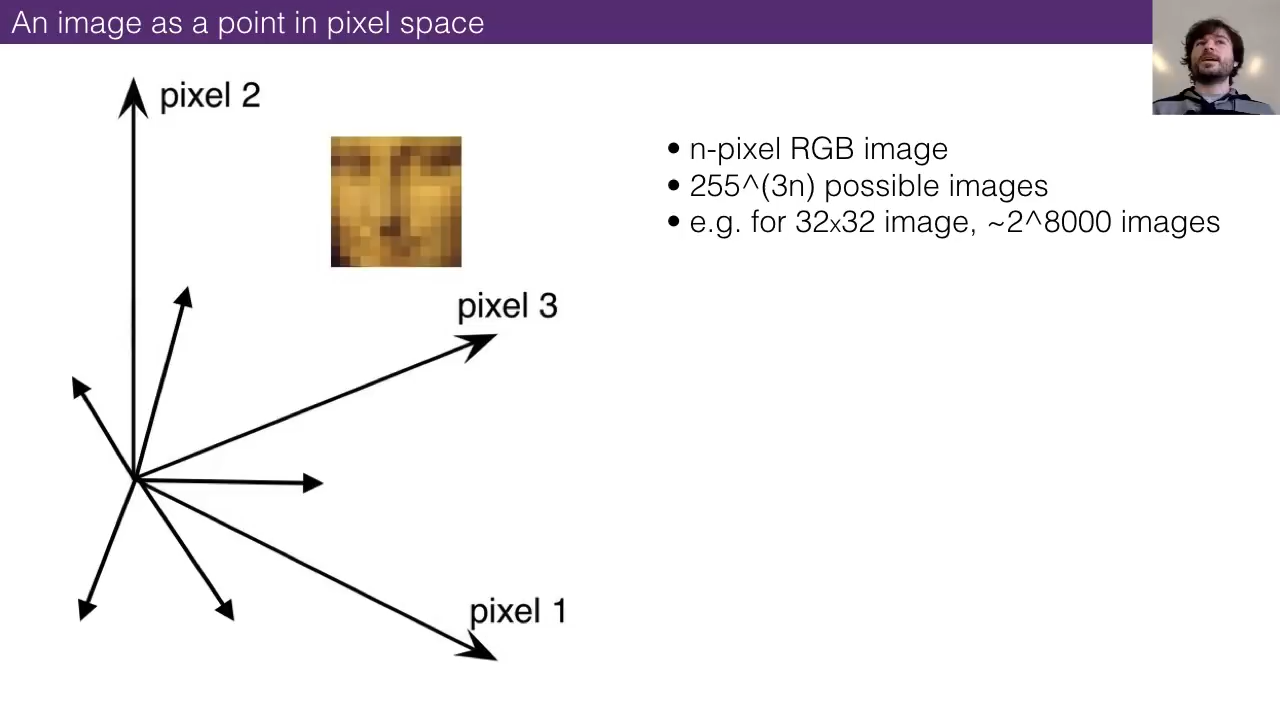 An image as a point in pixel space
pixel 2
• n-pixel RGB image
• 255^(3n) possible images
• e.g. for 32x32 image, ~2^8000 images
pixel 3
pixel 1